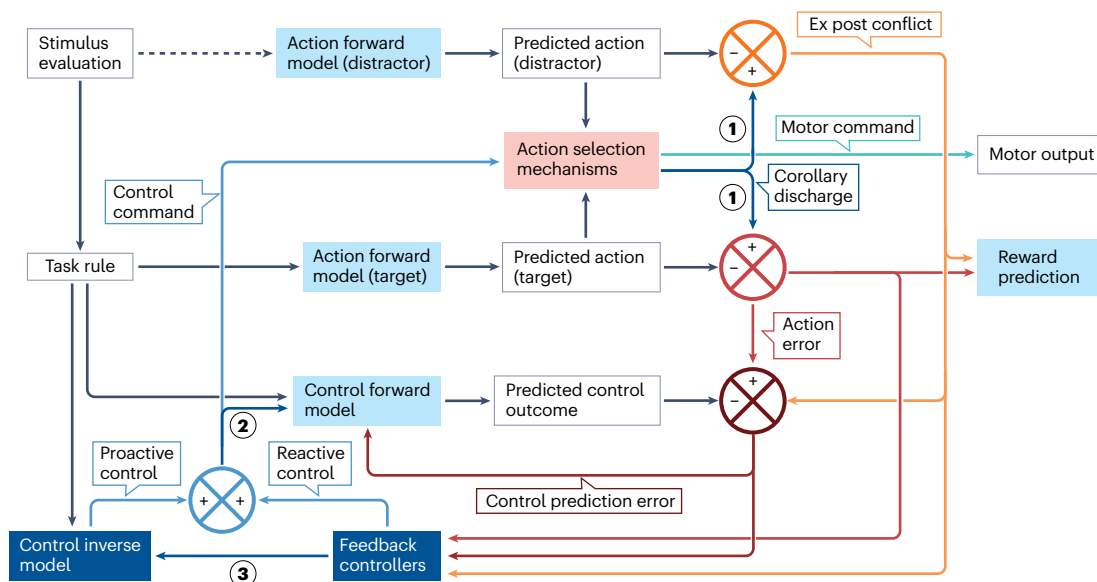 Stimulus
evaluation
Action forward
model (distractor)
Predicted action
(distractor)
−
+
Ex post conflict
1
Motor command
Action selection
mechanisms
Motor output
Control
command
1
Corollary
discharge
Task rule
Action forward
model (target)
Predicted action
(target)
+
−
Reward
prediction
Action
error
Control forward
model
Predicted control
outcome
+
−
2
Proactive
control
Reactive
control
+ +
Control prediction error
Control inverse
model
3
Feedback
controllers